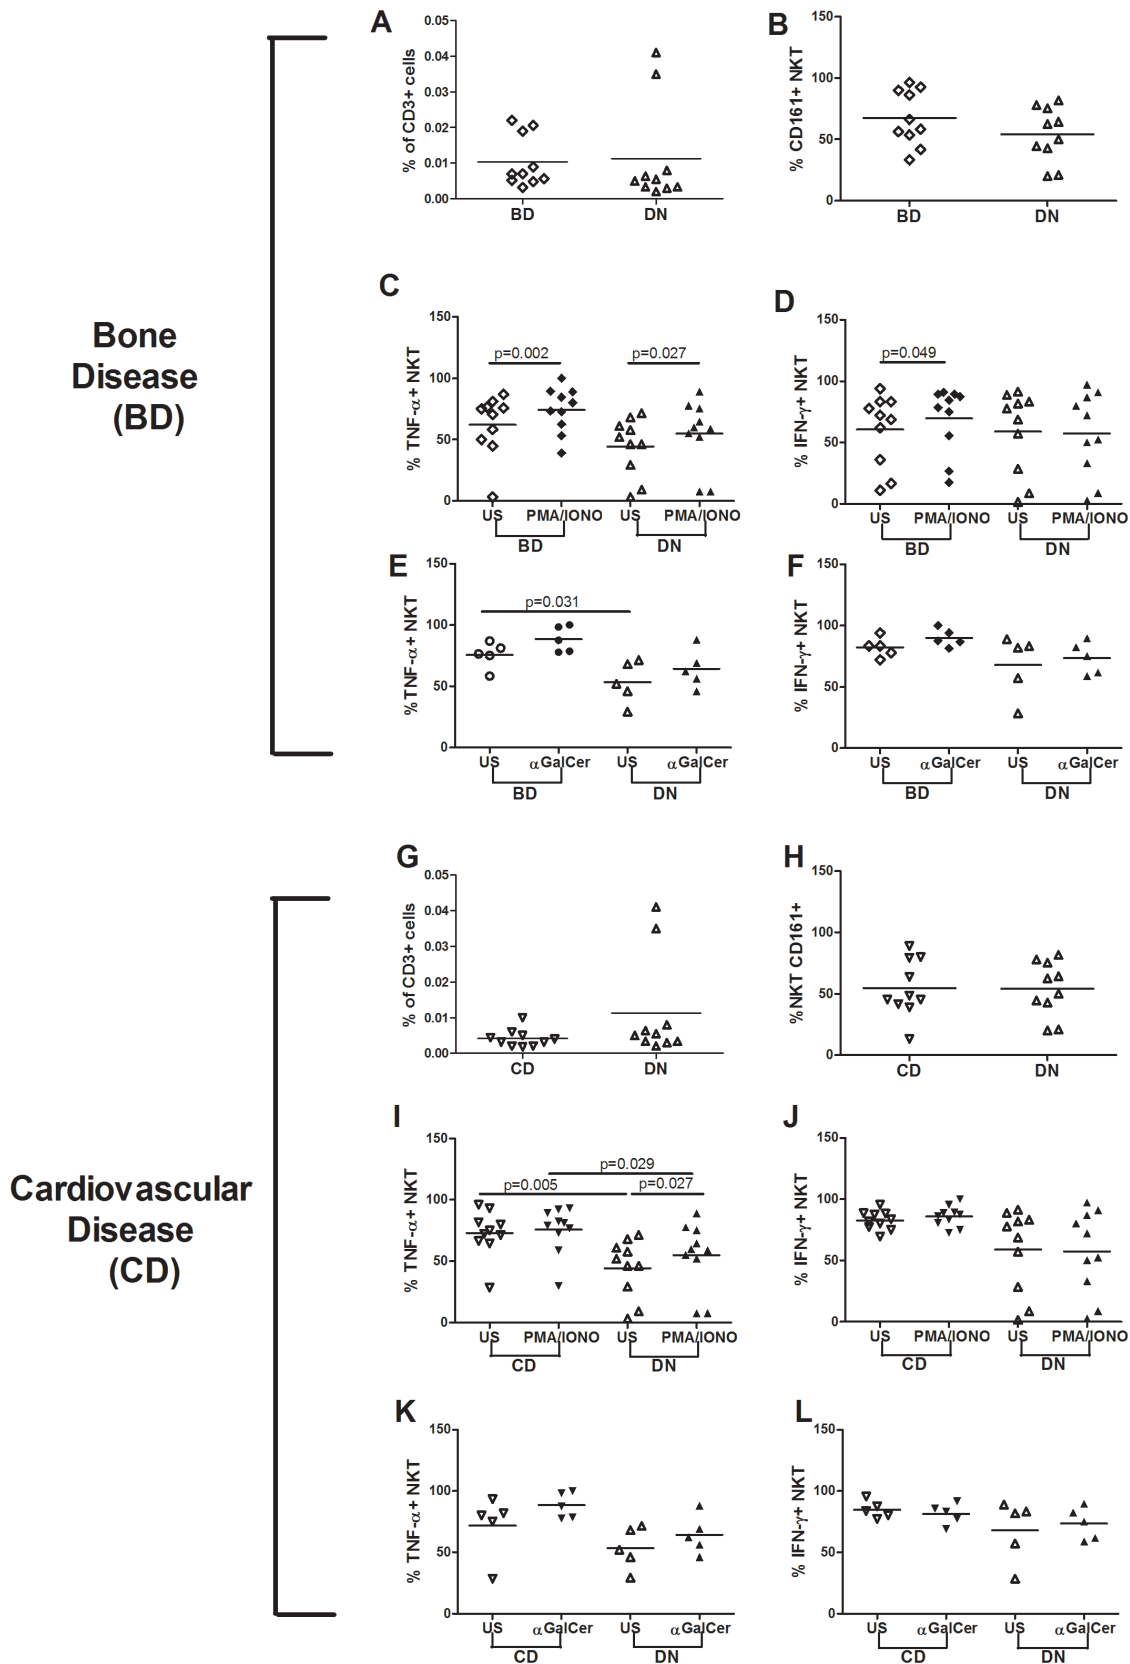 Bone
Disease
(BD)
A
% of CD3+ cells
0.05
0.04
0.03
0.02
0.01
0.00
BD
DN
B
% CD161+ NKT
150
100
50
0
BD
DN
C
% TNF-α+ NKT
150
100
50
0
p=0.002
p=0.027
US
PMA/IONO
US
PMA/IONO
BD
DN
D
% IFN-γ+ NKT
150
100
50
0
p=0.049
US
PMA/IONO
US
PMA/IONO
BD
DN
E
% TNF-α+ NKT
150
100
50
0
p=0.031
US
αGalCer
US
αGalCer
BD
DN
F
% IFN-γ+ NKT
150
100
50
0
US
αGalCer
US
αGalCer
BD
DN
Cardiovascular
Disease
(CD)
G
% of CD3+ cells
0.05
0.04
0.03
0.02
0.01
0.00
CD
DN
H
%NKT CD161+
150
100
50
0
CD
DN
I
% TNF-α+ NKT
150
100
50
0
p=0.029
p=0.005
p=0.027
US
PMA/IONO
US
PMA/IONO
CD
DN
J
% IFN-γ+ NKT
150
100
50
0
US
PMA/IONO
US
PMA/IONO
CD
DN
K
% TNF-α+ NKT
150
100
50
0
US
αGalCer
US
αGalCer
CD
DN
L
% IFN-γ+ NKT
150
100
50
0
US
αGalCer
US
αGalCer
CD
DN